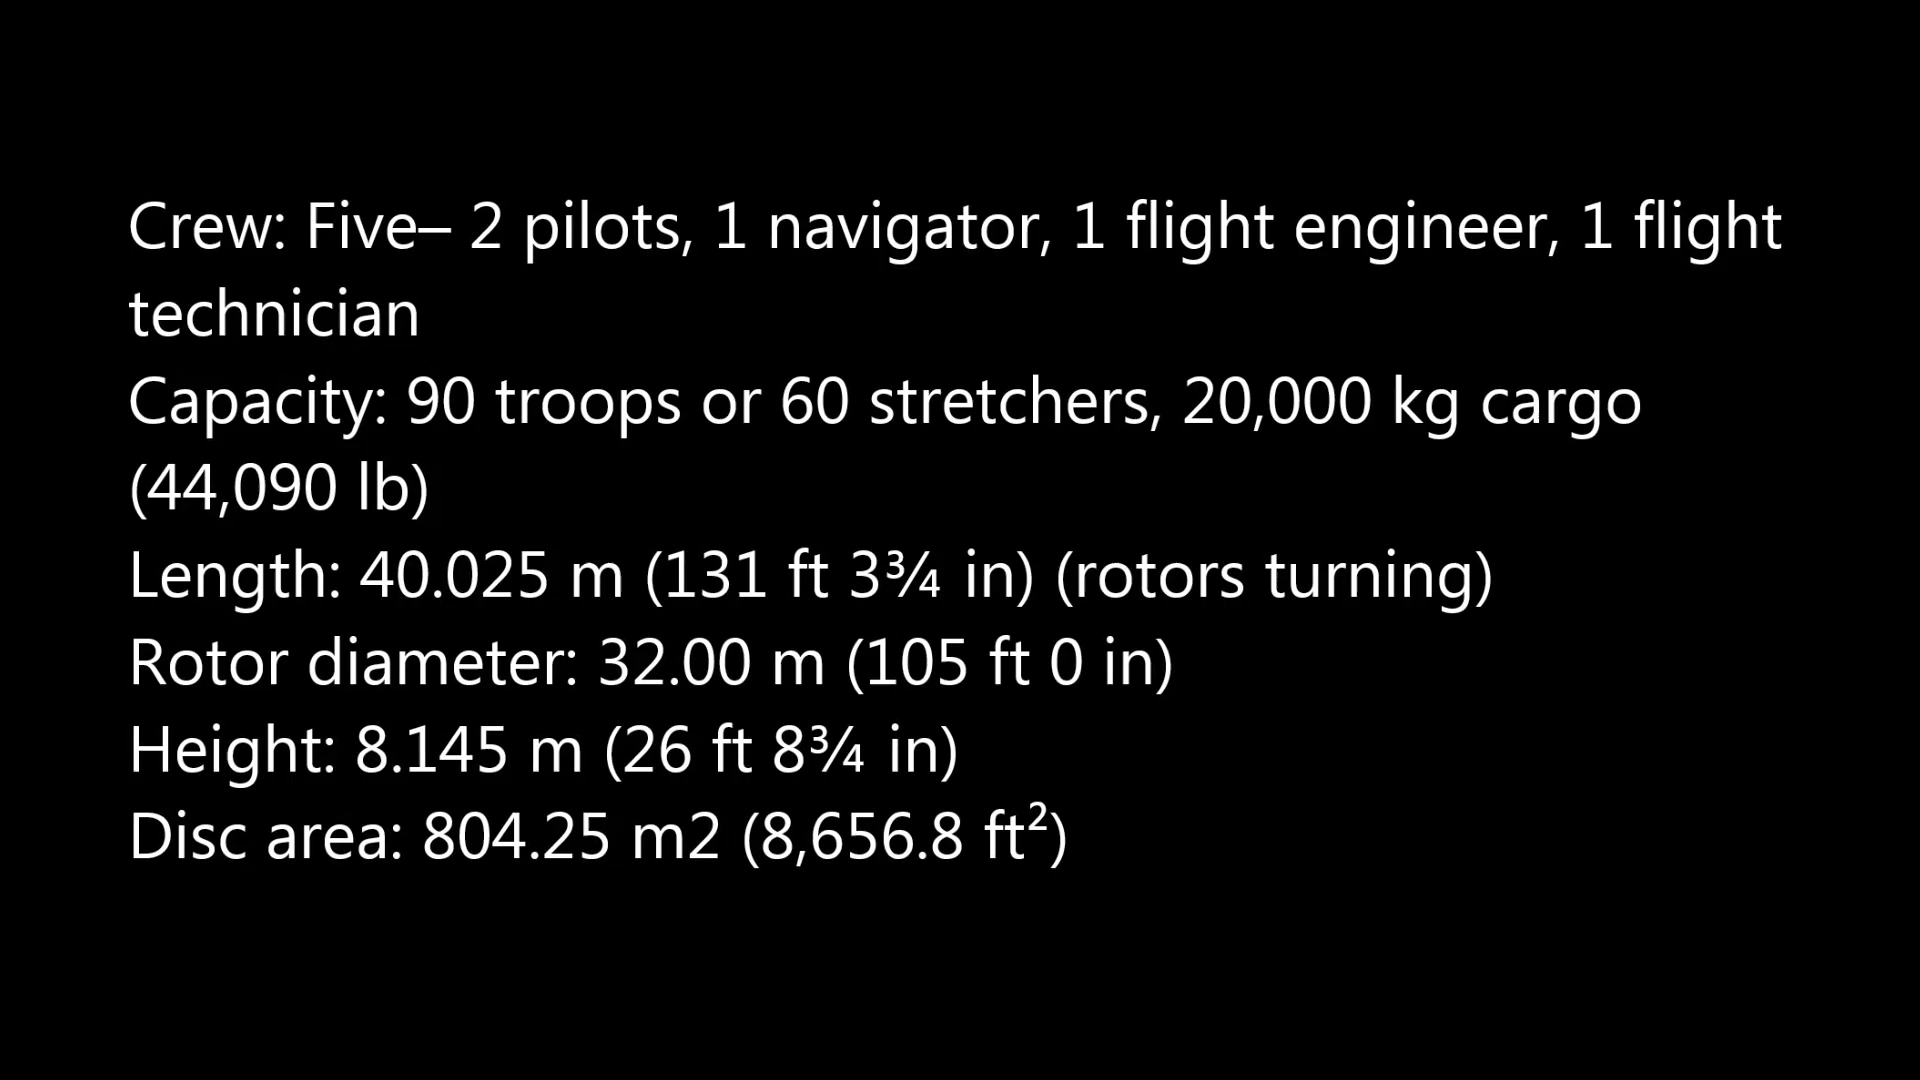 Crew: Five– 2 pilots, 1 navigator, 1 flight engineer, 1 flight
technician
Capacity: 90 troops or 60 stretchers, 20,000 kg cargo
(44,090 lb)
Length: 40.025 m (131 ft 3¾ in) (rotors turning)
Rotor diameter: 32.00 m (105 ft 0 in)
Height: 8.145 m (26 ft 8¾ in)
Disc area: 804.25 m2 (8,656.8 ft²)